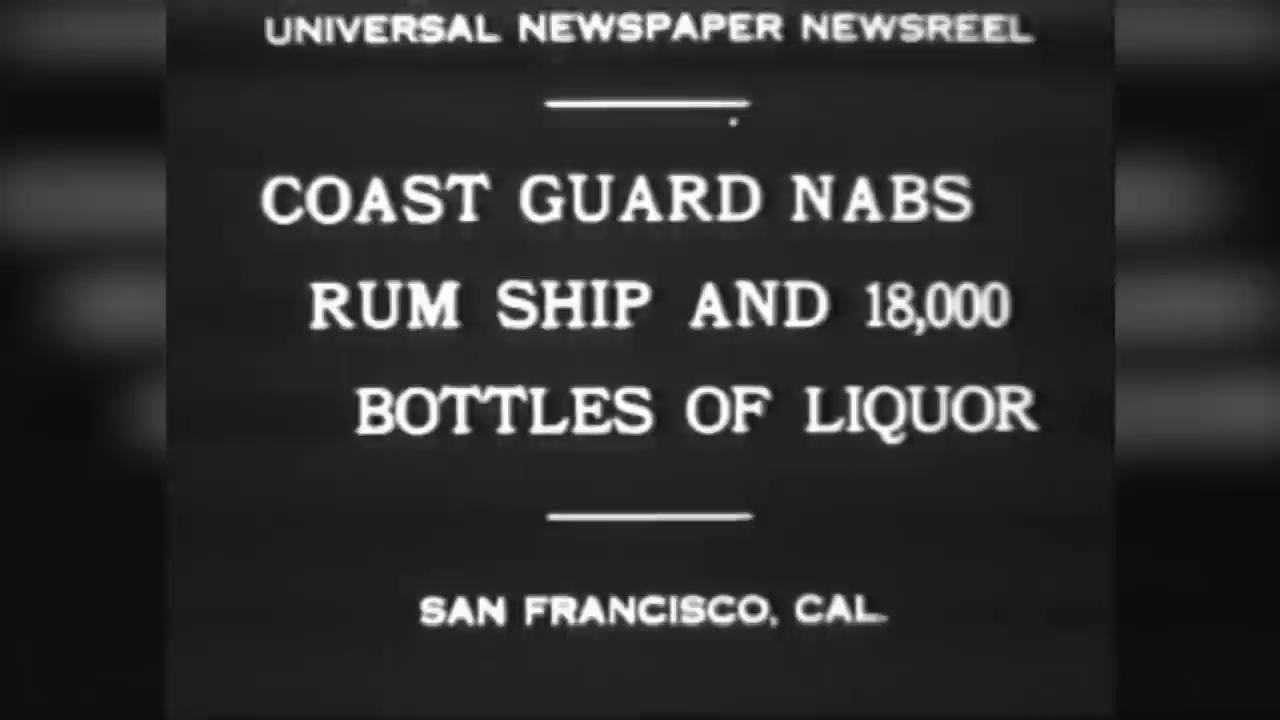 UNIVERSAL NEWSPAPER NEWSREEL
COAST GUARD NABS
RUM SHIP AND 18,000
BOTTLES OF LIQUOR
SAN FRANCISCO, CAL.